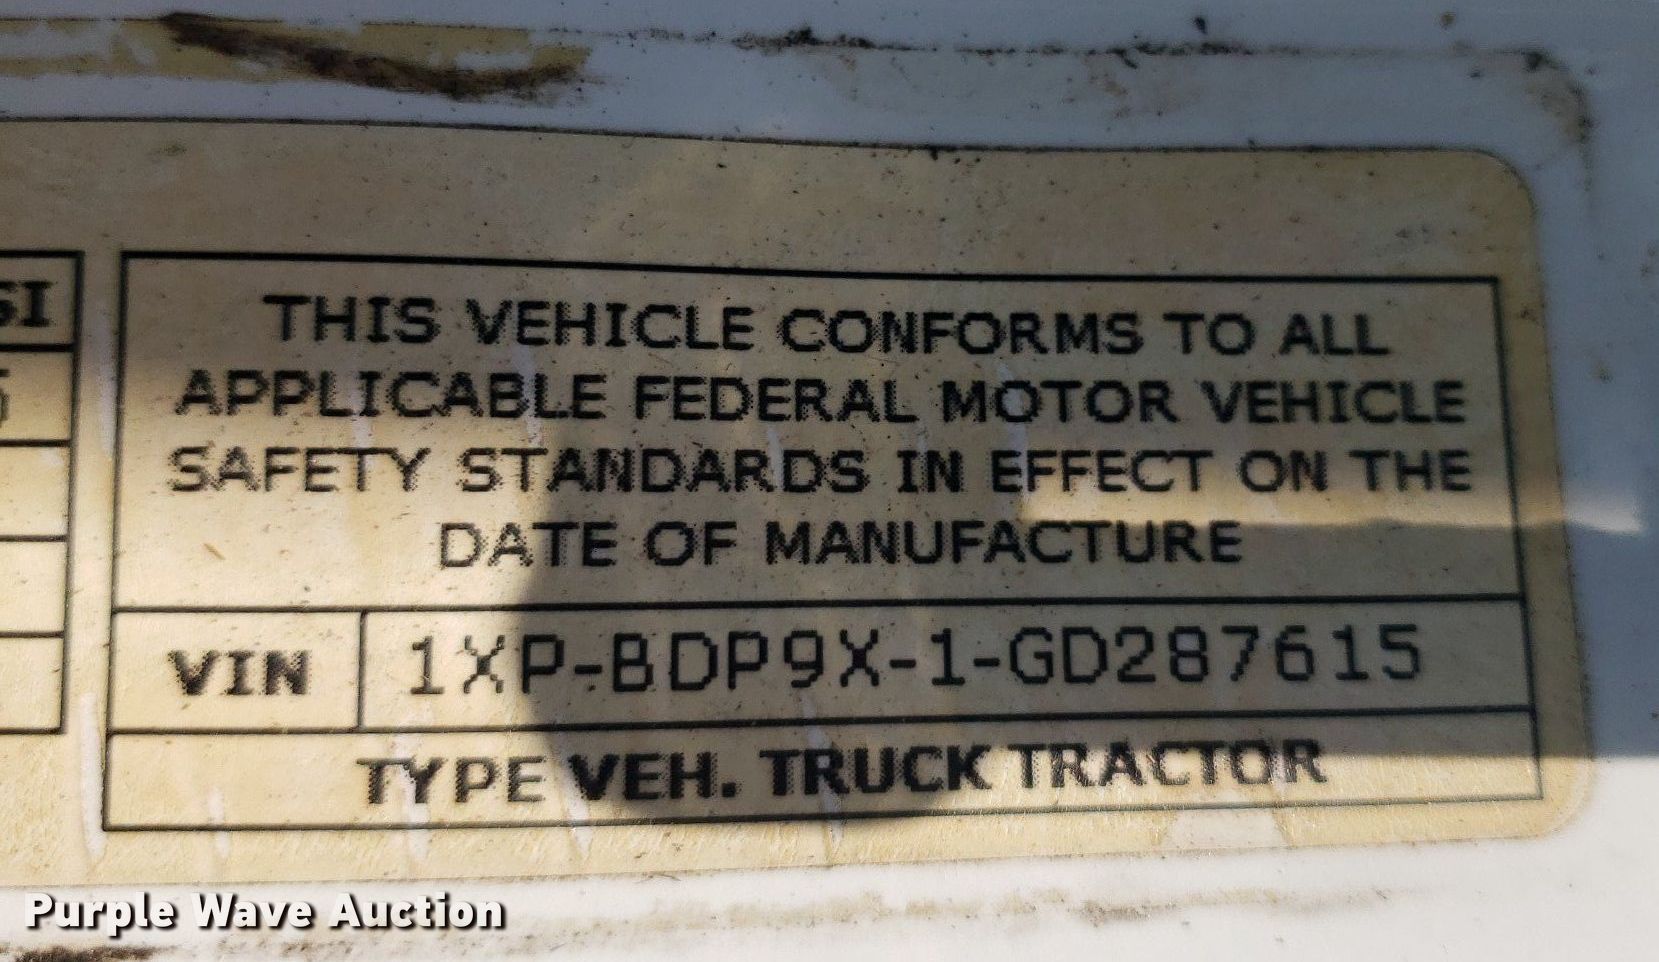 SI
THIS VEHICLE CONFORMS TO ALL
APPLICABLE FEDERAL MOTOR VEHICLE
SAFETY STANDARDS IN EFFECT ON THE
DATE OF MANUFACTURE
VIN 1XP-BDP9X-1-GD287615
TYPE VEH. TRUCK TRACTOR
Purple Wave Auction